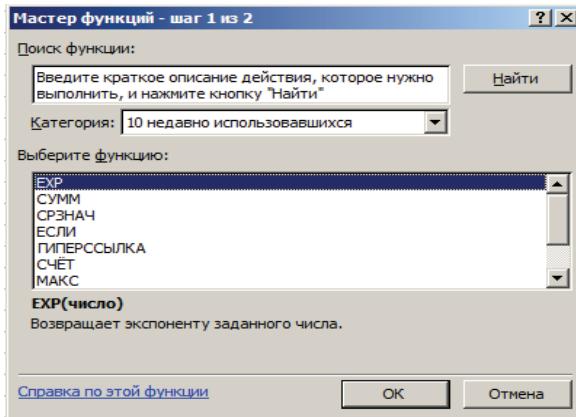 Мастер функций - шаг 1 из 2
Поиск функции:
Введите краткое описание действия, которое нужно
выполнить, и нажмите кнопку "Найти"
Найти
Категория: 10 недавно использовавшихся
Выберите функцию:
EXP
СУММ
СРЗНАЧ
ЕСЛИ
ГИПЕРССЫЛКА
СЧЁТ
МАКС
EXP(число)
Возвращает экспоненту заданного числа.
Справка по этой функции
ОК
Отмена